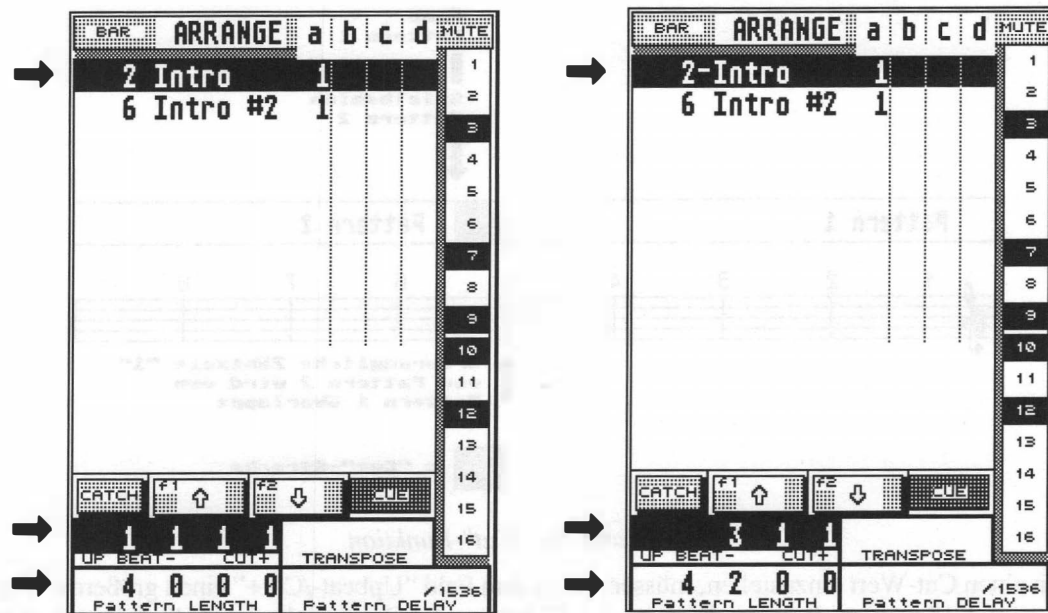 BAR ARRANGE a b c d MUTE
2 Intro 1
6 Intro #2 1
1
2
3
4
5
6
7
8
9
10
11
12
13
14
15
16
CATCH f1 f2 CUE
1 1 1 1
UP BEAT- CUT+ TRANSPOSE
4 0 0 0 /1536
Pattern LENGTH Pattern DELAY
BAR ARRANGE a b c d MUTE
2-Intro 1
6 Intro #2 1
1
2
3
4
5
6
7
8
9
10
11
12
13
14
15
16
CATCH f1 f2 CUE
3 1 1
UP BEAT- CUT+ TRANSPOSE
4 2 0 0 /1536
Pattern LENGTH Pattern DELAY